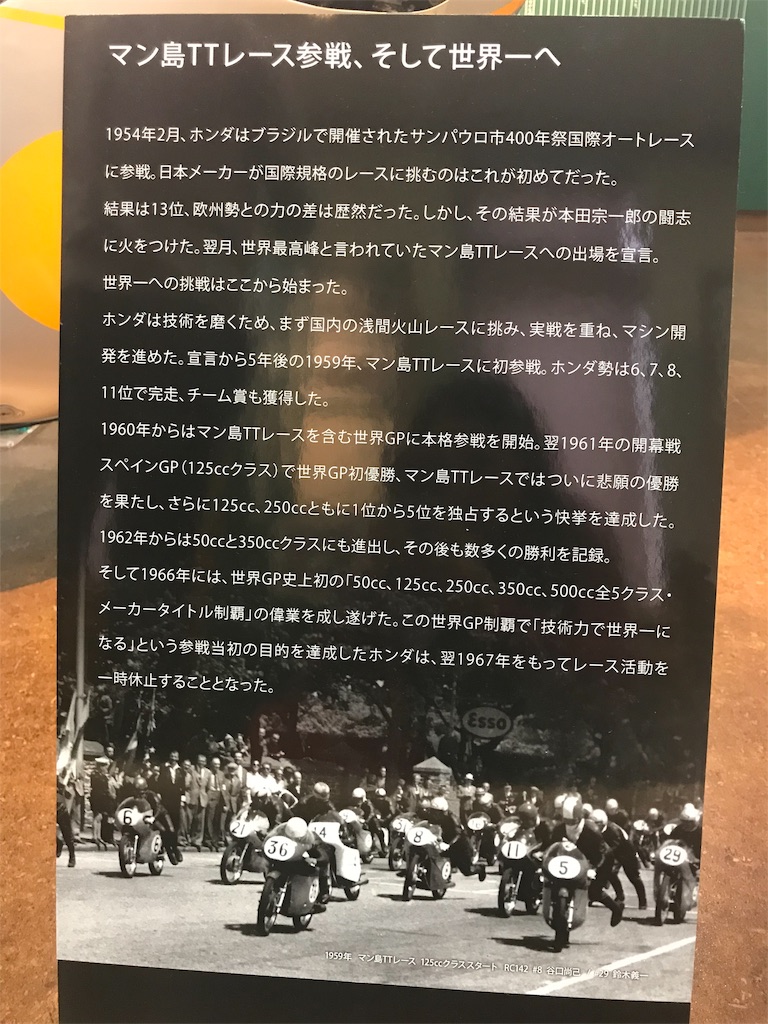 マン島TTレース参戦、そして世界一へ
1954年2月、ホンダはブラジルで開催されたサンパウロ市400年祭国際オートレース
に参戦。日本メーカーが国際規格のレースに挑むのはこれが初めてだった。
結果は13位、欧州勢との力の差は歴然だった。しかし、その結果が本田宗一郎の闘志
に火をつけた。翌月、世界最高峰と言われていたマン島TTレースへの出場を宣言。
世界一への挑戦はここから始まった。
ホンダは技術を磨くため、まず国内の浅間火山レースに挑み、実戦を重ね、マシン開
発を進めた。宣言から5年後の1959年、マン島TTレースに初参戦。ホンダ勢は6、7、8、
11位で完走、チーム賞も獲得した。
1960年からはマン島TTレースを含む世界GPに本格参戦を開始。翌1961年の開幕戦
スペインGP(125ccクラス)で世界GP初優勝、マン島TTレースではついに悲願の優勝
を果たし、さらに125cc、250ccともに1位から5位を独占するという快挙を達成した。
1962年からは50ccと350ccクラスにも進出し、その後も数多くの勝利を記録。
そして1966年には、世界GP史上初の「50cc、125cc、250cc、350cc、500cc全5クラス・
メーカータイトル制覇」の偉業を成し遂げた。この世界GP制覇で「技術力で世界一に
なる」という参戦当初の目的を達成したホンダは、翌1967年をもってレース活動を
一時休止することとなった。
Esso
6
21
36
14
8
11
5
29
1959年 マン島TTレース 125ccクラススタート RC142 #8 谷口尚己 / #29 鈴木義一